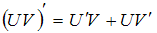 (UV)′ = U′V + UV′